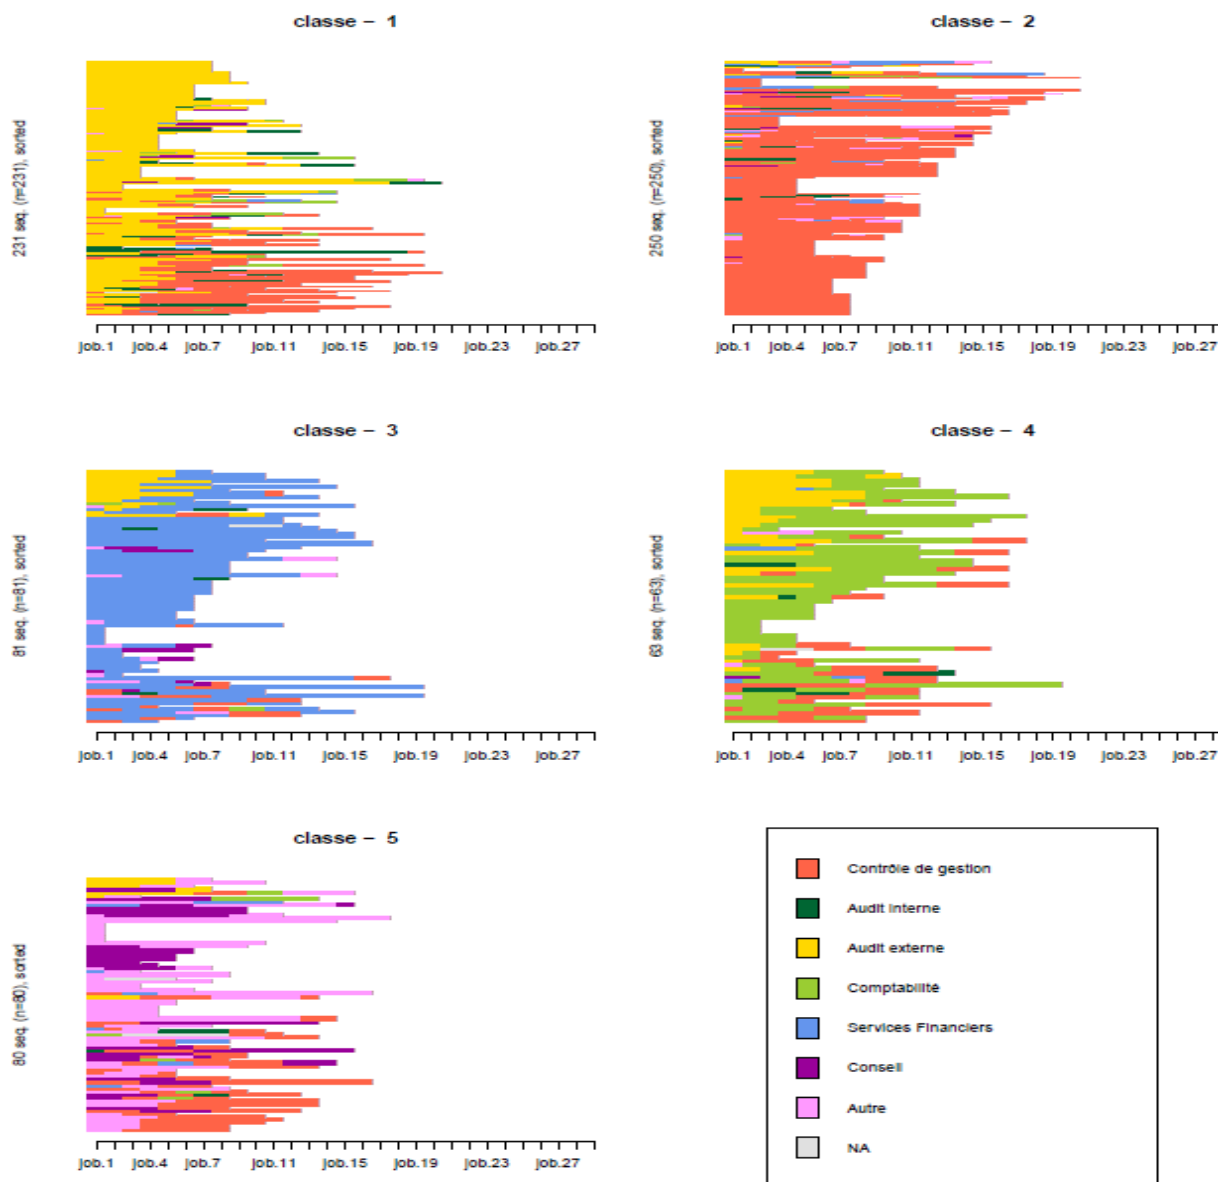 classe – 1
231 seq. (n=231), sorted
job.1 job.4 job.7 job.11 job.15 job.19 job.23 job.27
classe – 2
250 seq. (n=250), sorted
job.1 job.4 job.7 job.11 job.15 job.19 job.23 job.27
classe – 3
81 seq. (n=81), sorted
job.1 job.4 job.7 job.11 job.15 job.19 job.23 job.27
classe – 4
63 seq. (n=63), sorted
job.1 job.4 job.7 job.11 job.15 job.19 job.23 job.27
classe – 5
80 seq. (n=80), sorted
job.1 job.4 job.7 job.11 job.15 job.19 job.23 job.27
Contrôle de gestion
Audit interne
Audit externe
Comptabilité
Services Financiers
Conseil
Autre
NA